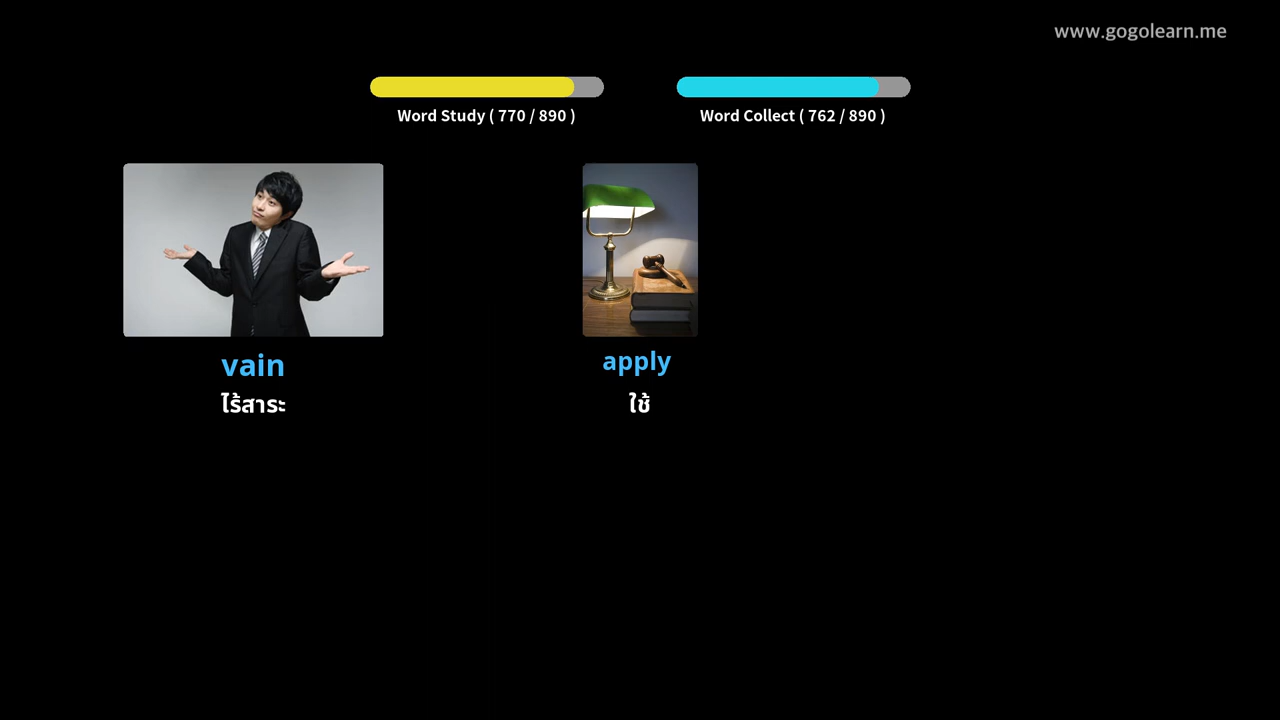 www.gogolearn.me
Word Study ( 770 / 890 )
Word Collect ( 762 / 890 )
vain
ไร้สาระ
apply
ใช้